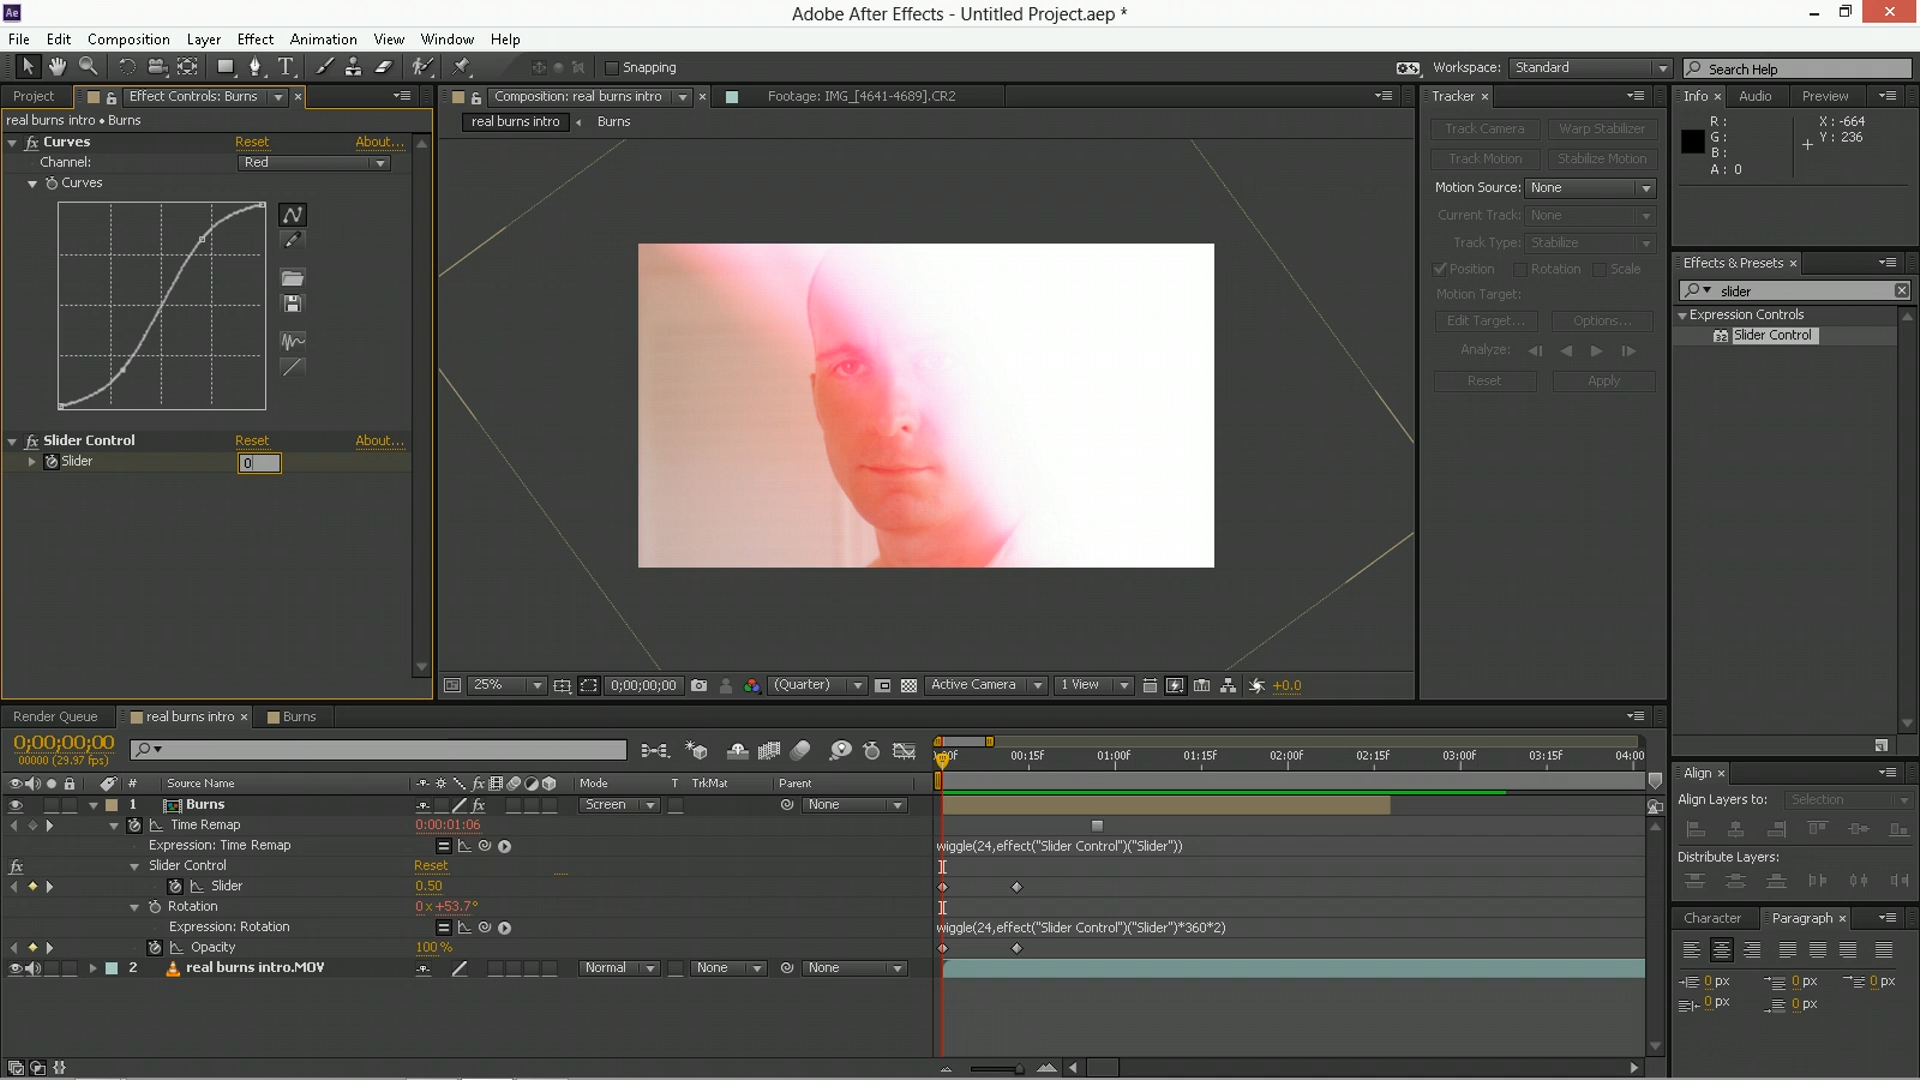 Ae
Adobe After Effects - Untitled Project.aep *
File Edit Composition Layer Effect Animation View Window Help
Snapping
Workspace: Standard
Search Help
Project
Effect Controls: Burns ×
real burns intro • Burns
fx Curves Reset About...
Channel: Red
Curves
fx Slider Control Reset About...
Slider 0
Composition: real burns intro ×
Footage: IMG_[4641-4689].CR2
real burns intro
Burns
25%
0;00;00;00
(Quarter)
Active Camera
1 View
+0.0
Tracker ×
Track Camera Warp Stabilizer
Track Motion Stabilize Motion
Motion Source: None
Current Track: None
Track Type: Stabilize
Position Rotation Scale
Motion Target:
Edit Target... Options...
Analyze:
Reset Apply
Info × Audio Preview
R :
G :
B :
A : 0
X : -664
Y : 236
Effects & Presets ×
slider
Expression Controls
32 Slider Control
Render Queue
real burns intro ×
Burns
0;00;00;00
00000 (29.97 fps)
00F 00:15F 01:00F 01:15F 02:00F 02:15F 03:00F 03:15F 04:00
# Source Name fx Mode T TrkMat Parent
1 Burns fx Screen None
Time Remap 0:00:01:06
Expression: Time Remap wiggle(24,effect("Slider Control")("Slider"))
fx Slider Control Reset ...
Slider 0.50
Rotation 0 x +53.7°
Expression: Rotation wiggle(24,effect("Slider Control")("Slider")*360*2)
Opacity 100 %
2 real burns intro.MOV Normal None None
Align ×
Align Layers to: Selection
Distribute Layers:
Character
Paragraph ×
0 px 0 px 0 px
0 px 0 px